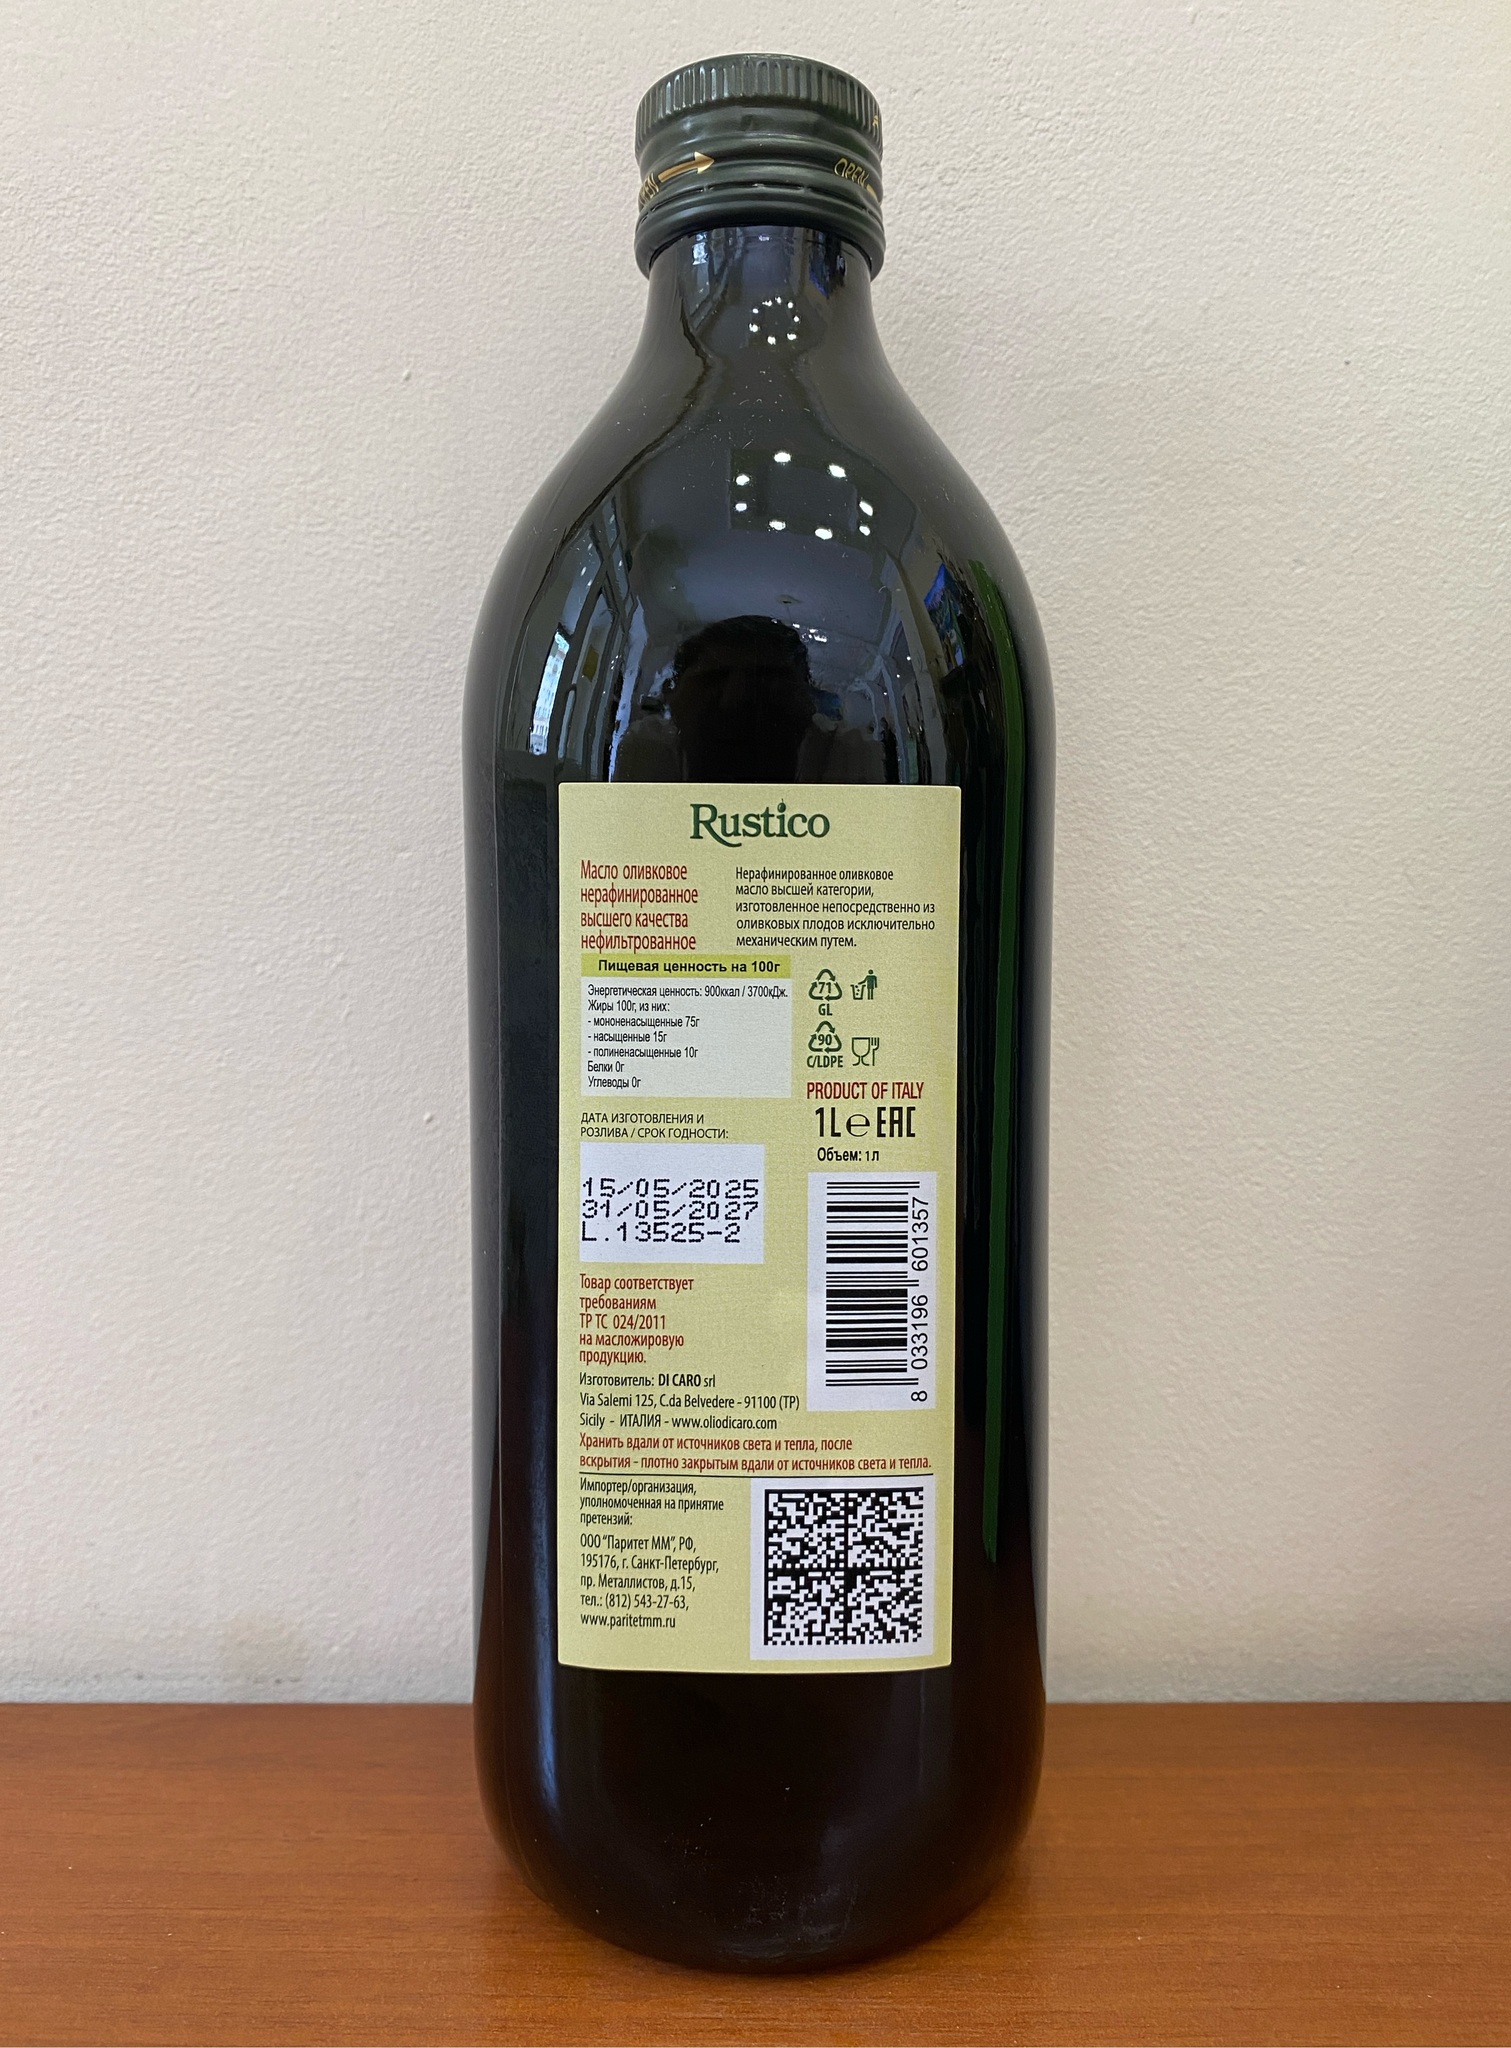 OPEN
Rustico
Масло оливковое
нерафинированное
высшего качества
нефильтрованное
Нерафинированное оливковое
масло высшей категории,
изготовленное непосредственно из
оливковых плодов исключительно
механическим путем.
Пищевая ценность на 100г
Энергетическая ценность: 900ккал / 3700кДж.
Жиры 100г, из них:
- мононенасыщенные 75г
- насыщенные 15г
- полиненасыщенные 10г
Белки 0г
Углеводы 0г
71
GL
90
C/LDPE
PRODUCT OF ITALY
1L℮ EAC
Объем: 1л
ДАТА ИЗГОТОВЛЕНИЯ И
РОЗЛИВА / СРОК ГОДНОСТИ:
15/05/2025
31/05/2027
L.13525-2
8 033196 601357
Товар соответствует
требованиям
ТР ТС 024/2011
на масложировую
продукцию.
Изготовитель: DI CARO srl
Via Salemi 125, C.da Belvedere - 91100 (TP)
Sicily - ИТАЛИЯ - www.oliodicaro.com
Хранить вдали от источников света и тепла, после
вскрытия - плотно закрытым вдали от источников света и тепла.
Импортер/организация,
уполномоченная на принятие
претензий:
ООО "Паритет ММ", РФ,
195176, г. Санкт-Петербург,
пр. Металлистов, д.15,
тел.: (812) 543-27-63,
www.paritetmm.ru